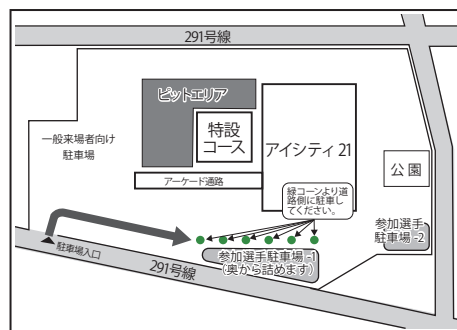 291号線
ピットエリア
特設
コース
アイシティ21
一般来場者向け
駐車場
公園
アーケード通路
緑コーンより道
路側に駐車し
てください。
参加選手
駐車場-2
駐車場入口
参加選手駐車場-1
（奥から詰めます）
291号線